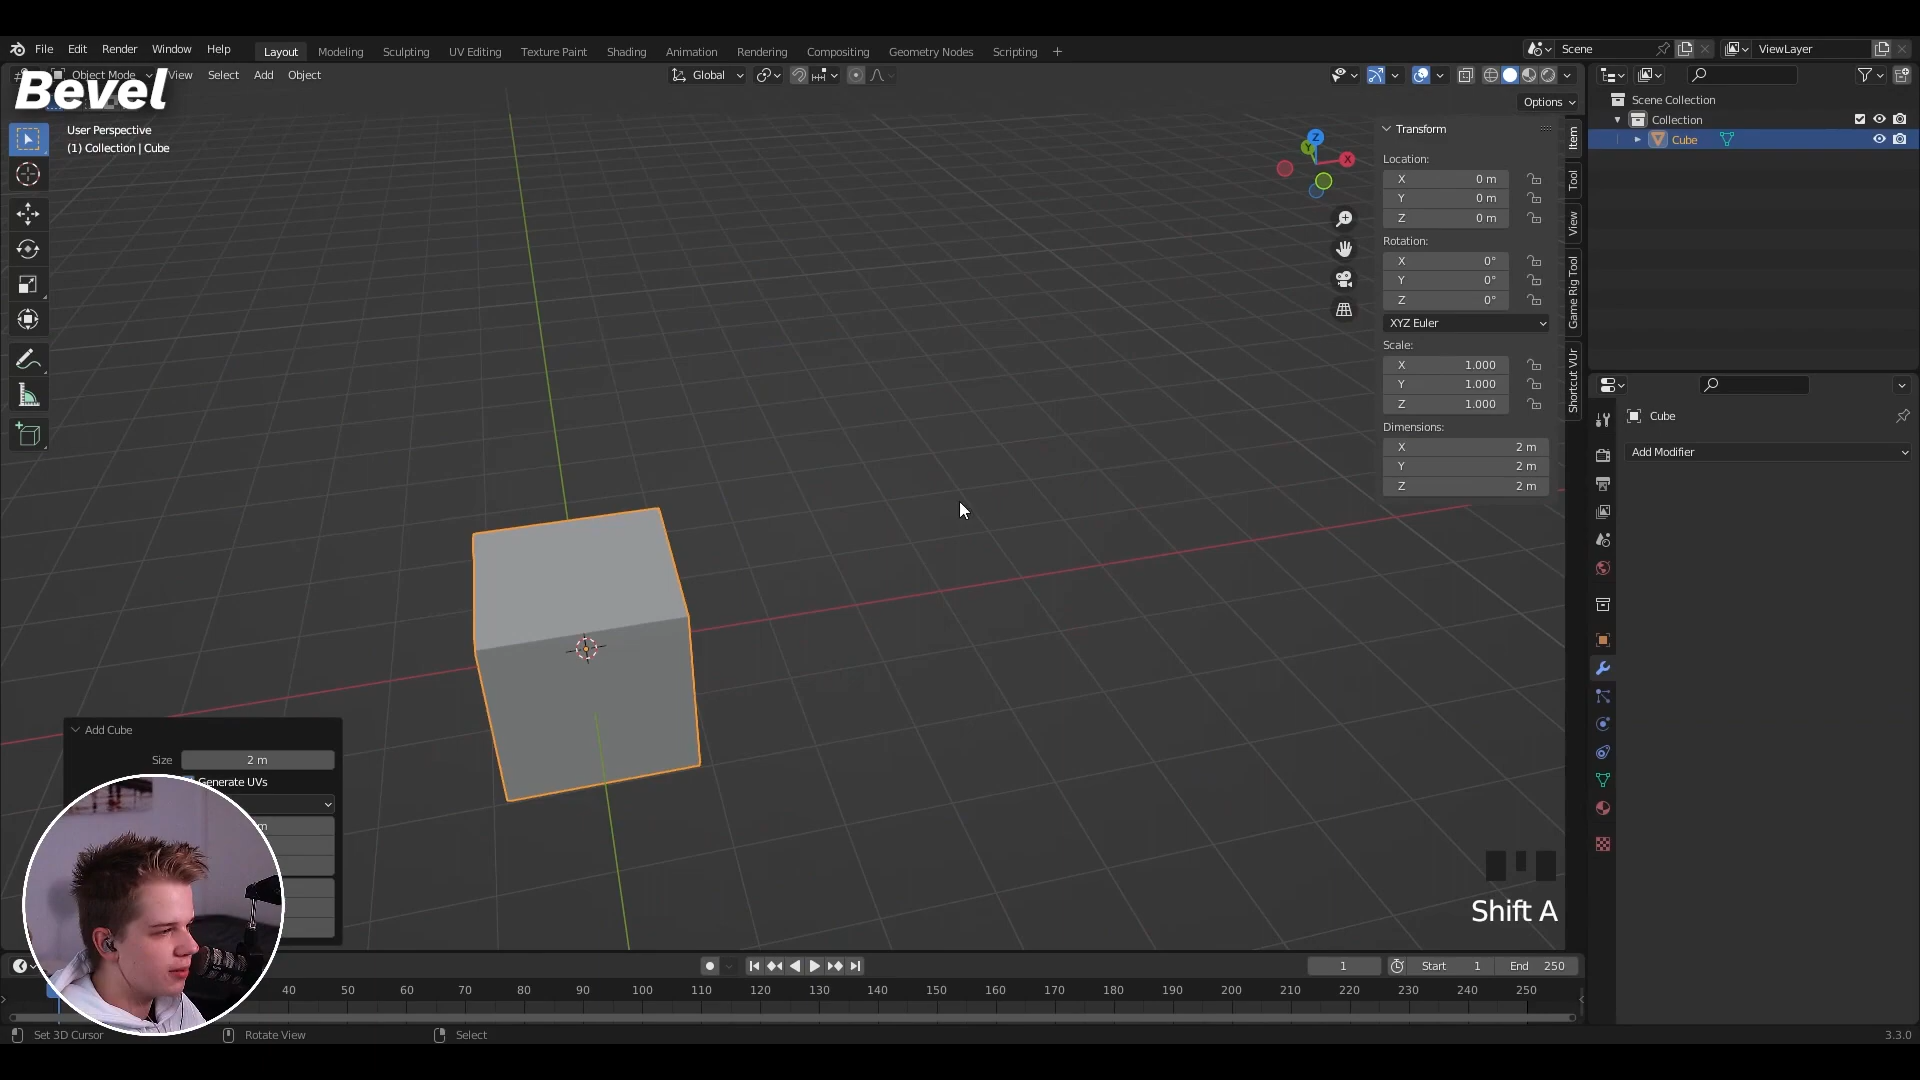 File Edit Render Window Help
Layout Modeling Sculpting UV Editing Texture Paint Shading Animation Rendering Compositing Geometry Nodes Scripting +
Scene
ViewLayer
Object Mode View Select Add Object
Global
Bevel
Options
User Perspective
(1) Collection | Cube
Z
Y
X
Transform
Location:
X 0 m
Y 0 m
Z 0 m
Rotation:
X 0°
Y 0°
Z 0°
XYZ Euler
Scale:
X 1.000
Y 1.000
Z 1.000
Dimensions:
X 2 m
Y 2 m
Z 2 m
Item
Tool
View
Game Rig Tool
Shortcut VUr
Scene Collection
Collection
Cube
Cube
Add Modifier
Add Cube
Size 2 m
Generate UVs
m
Shift A
1
Start 1
End 250
40 50 60 70 80 90 100 110 120 130 140 150 160 170 180 190 200 210 220 230 240 250
Set 3D Cursor
Rotate View
Select
3.3.0